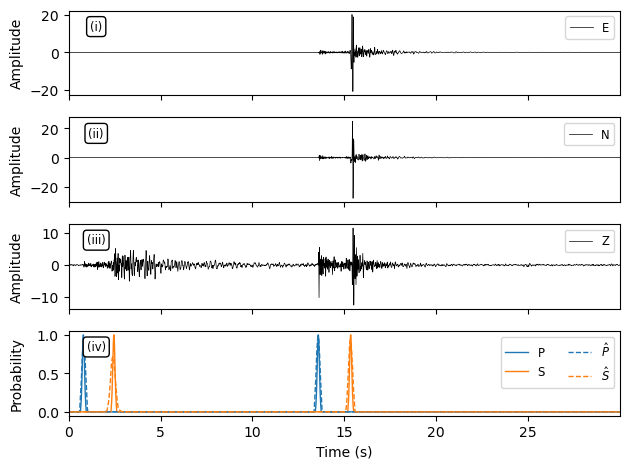 (i)
E
Amplitude
20
0
−20
(ii)
N
Amplitude
20
0
−20
(iii)
Z
Amplitude
10
0
−10
(iv)
P P̂
S Ŝ
Probability
1.0
0.5
0.0
0 5 10 15 20 25
Time (s)